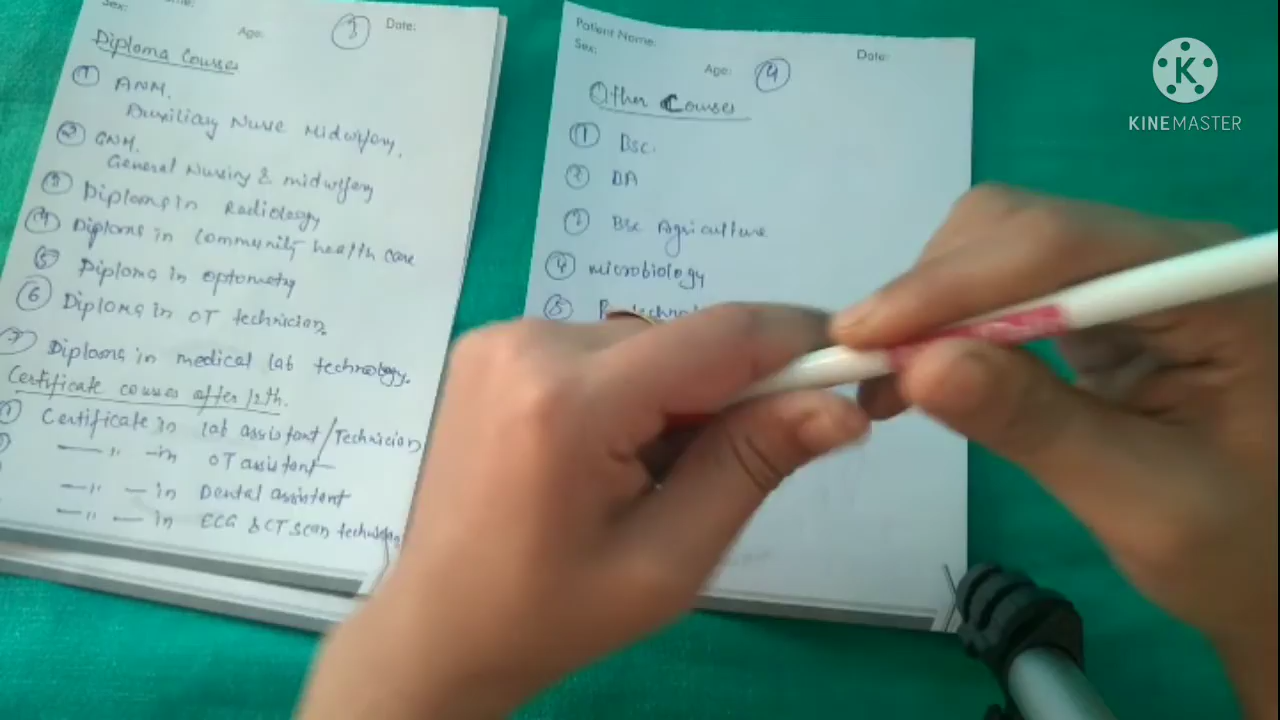 Sex:
Age:
3
Date:
Diploma Courses
1 ANM.
Auxiliary Nurse Midwifery.
2 GNM.
General Nursing & midwifery
3 Diploma in Radiology
4 Diploma in Community health care
5 Diploma in optometry
6 Diploma in OT technician
7 Diploma in medical lab technology.
Certificate courses after 12th.
1 Certificate in lab assistant/Technician
—〃 — in OT assistant
—〃 — in Dental assistant
—〃 — in ECG & CT scan technician
Patient Name:
Sex:
Age:
4
Date:
Other Courses
1 Bsc.
2 BA
3 Bsc Agriculture
4 microbiology
5
K
KINEMASTER